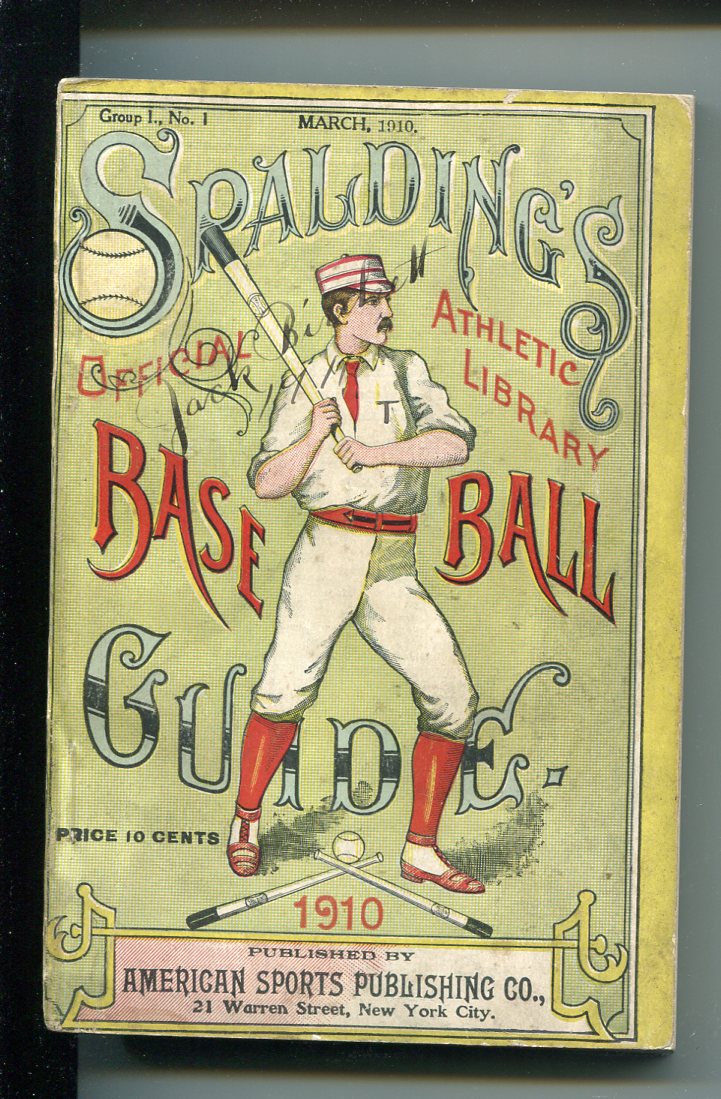 Group I., No. 1
MARCH, 1910.
SPALDING'S
OFFICIAL
ATHLETIC
LIBRARY
Jack
T
BASE BALL
GUIDE.
PRICE 10 CENTS
1910
PUBLISHED BY
AMERICAN SPORTS PUBLISHING CO.,
21 Warren Street, New York City.